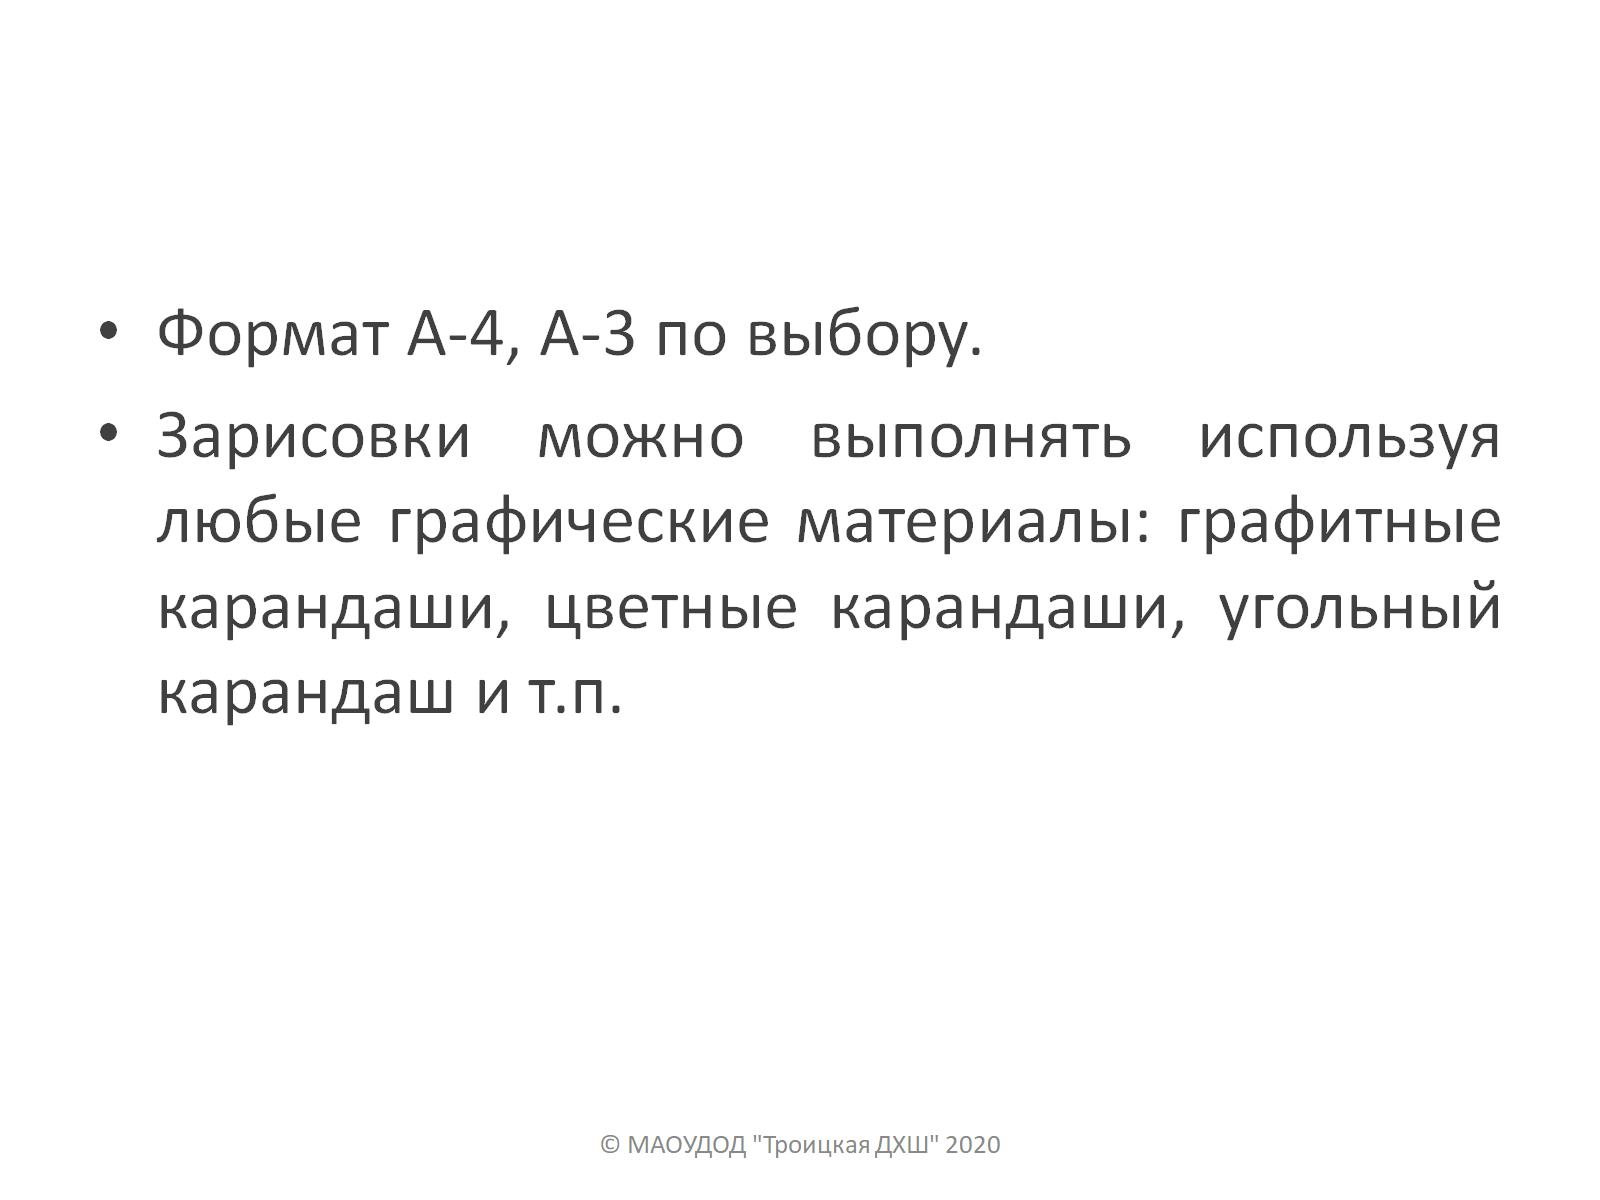 • Формат А-4, А-3 по выбору.
• Зарисовки можно выполнять используя
любые графические материалы: графитные
карандаши, цветные карандаши, угольный
карандаш и т.п.
© МАОУДОД "Троицкая ДХШ" 2020